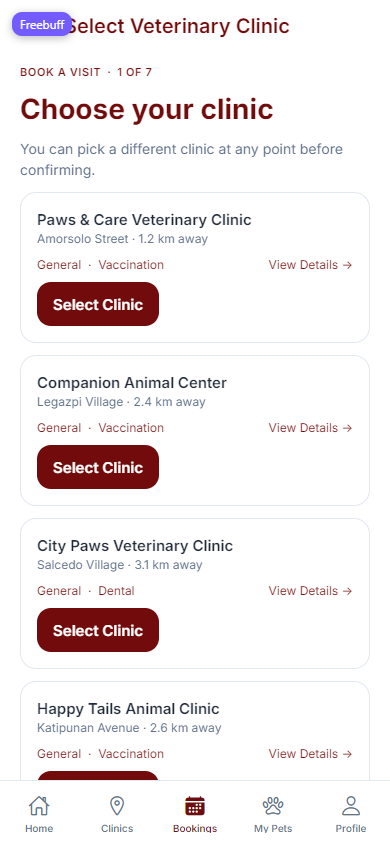 Freebuff
Select Veterinary Clinic
BOOK A VISIT · 1 OF 7
Choose your clinic
You can pick a different clinic at any point before
confirming.
Paws & Care Veterinary Clinic
Amorsolo Street · 1.2 km away
General · Vaccination View Details →
Select Clinic
Companion Animal Center
Legazpi Village · 2.4 km away
General · Vaccination View Details →
Select Clinic
City Paws Veterinary Clinic
Salcedo Village · 3.1 km away
General · Dental View Details →
Select Clinic
Happy Tails Animal Clinic
Katipunan Avenue · 2.6 km away
General · Vaccination View Details →
Home Clinics Bookings My Pets Profile